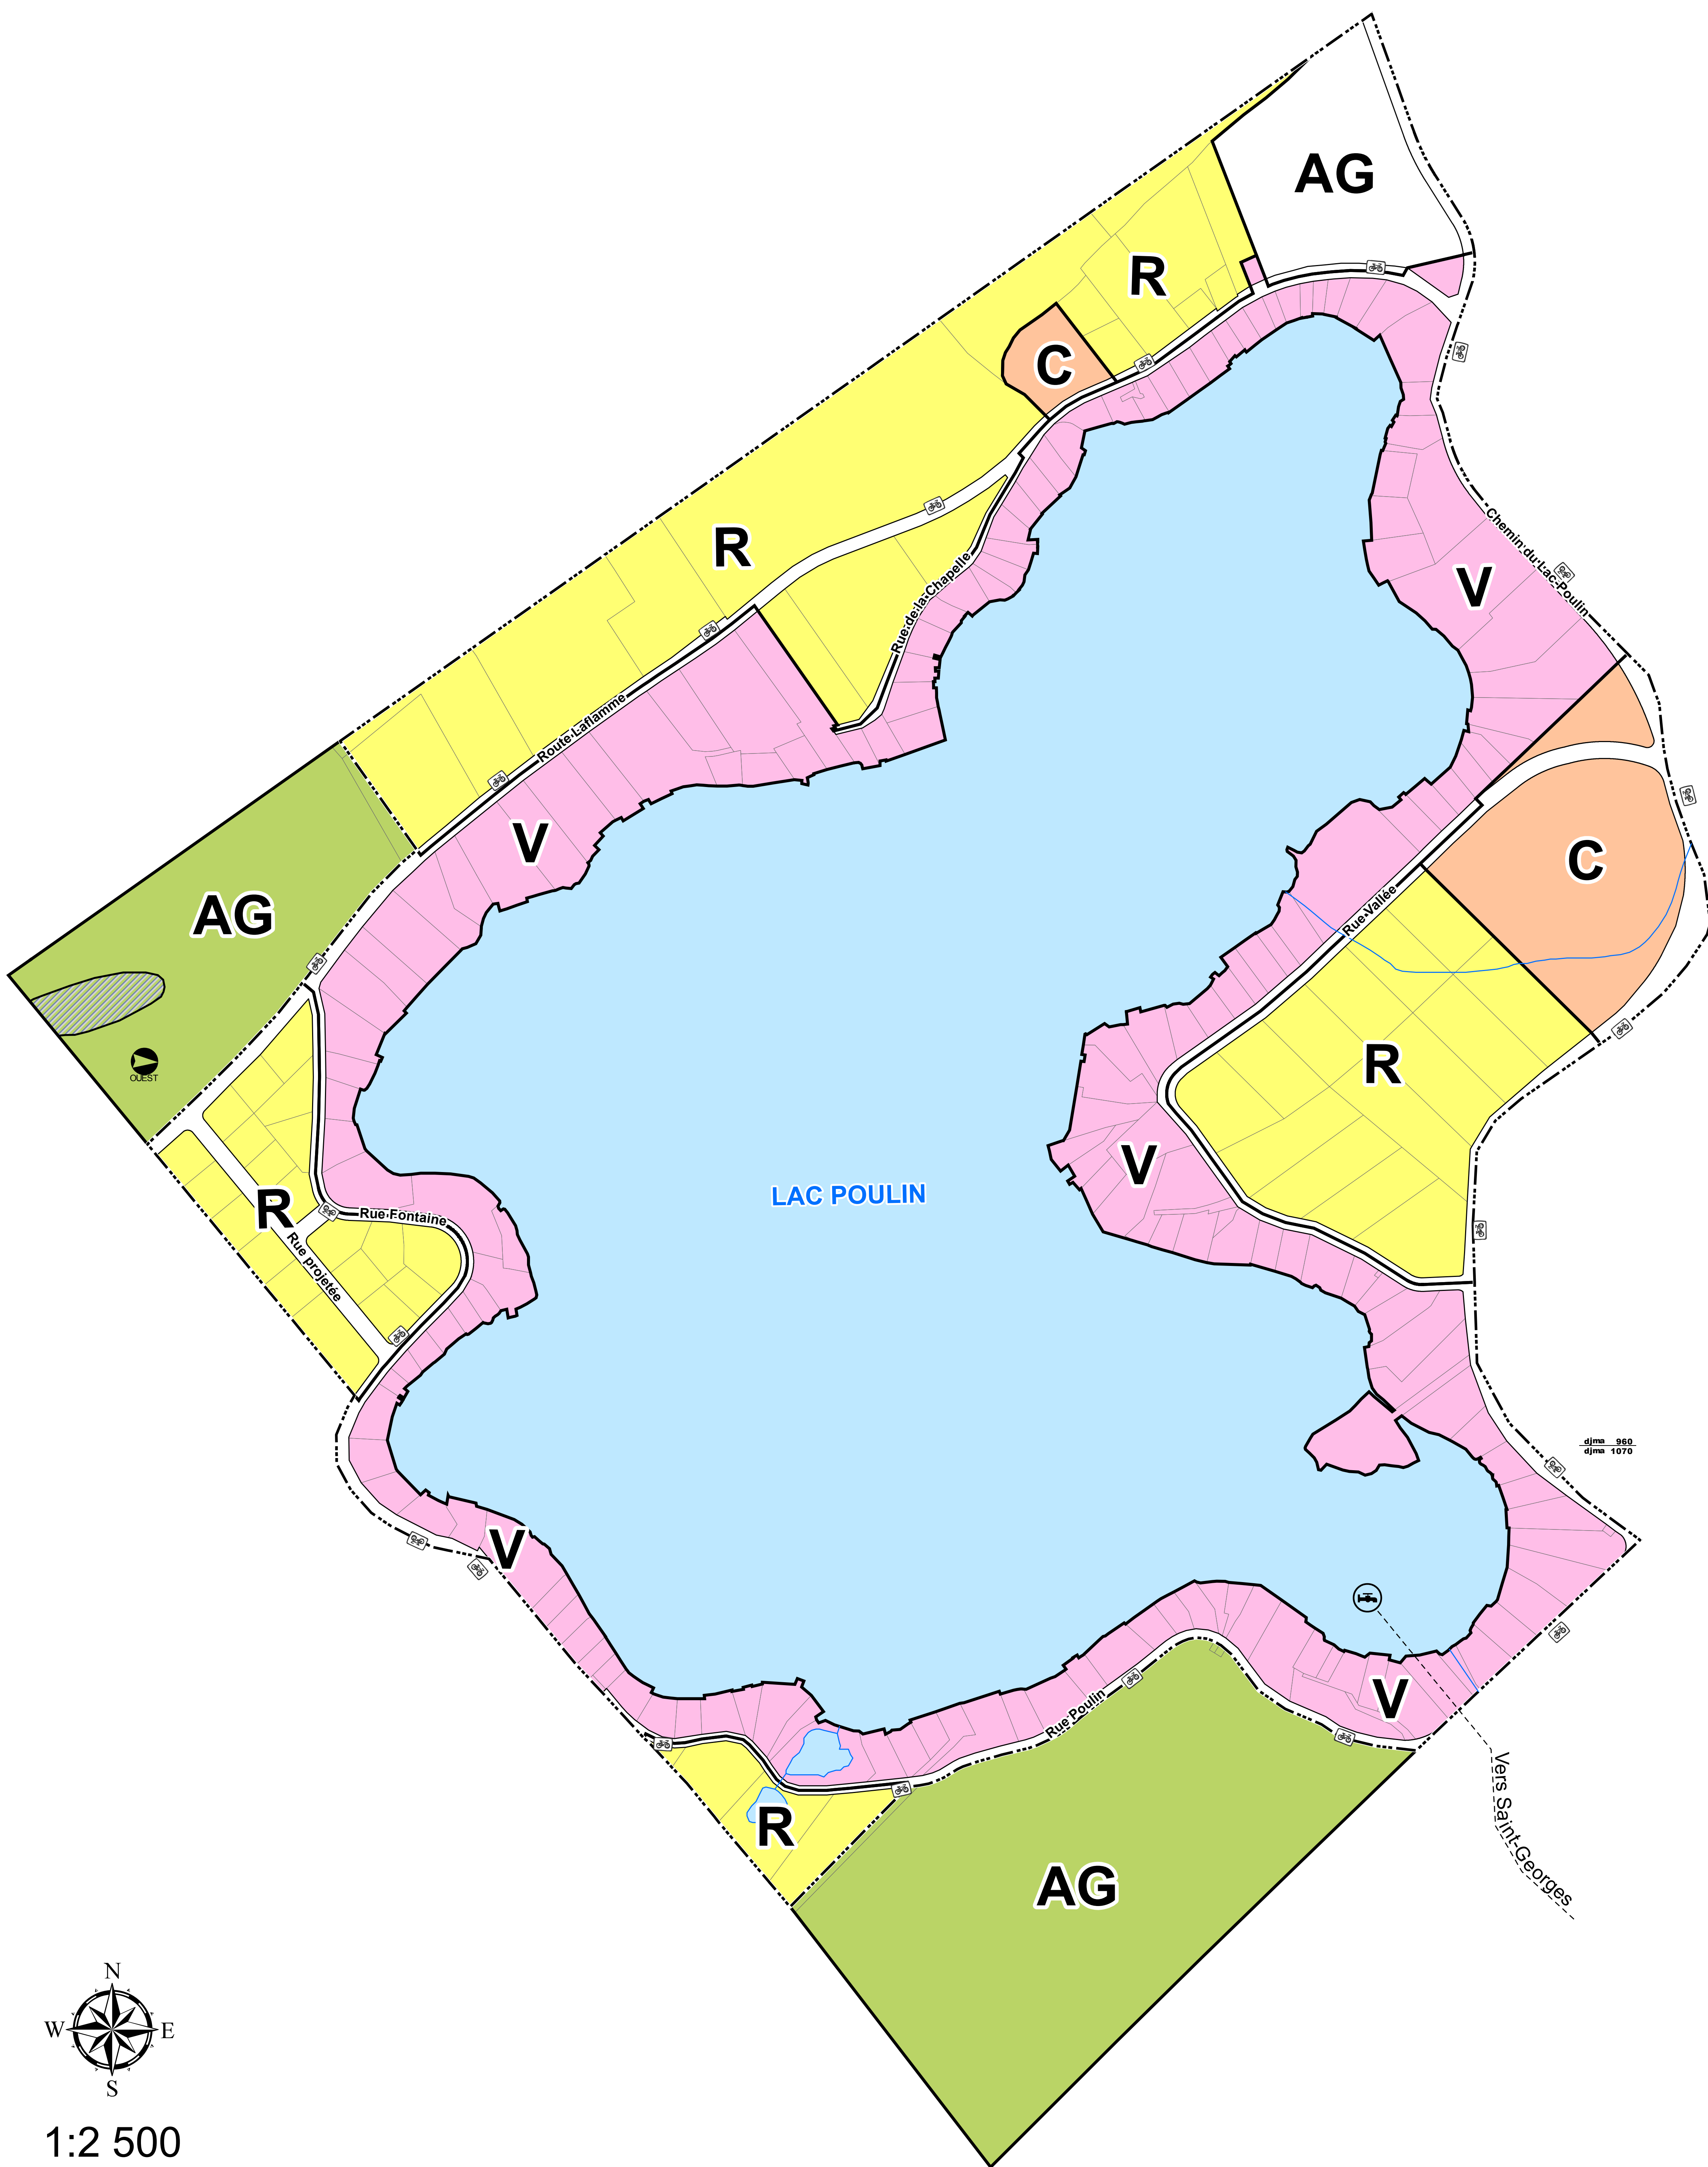 AG
R
C
R
Chemin du Lac-Poulin
V
Rue de la Chapelle
Route Laflamme
V
C
AG
Rue Vallée
OUEST
R
V
LAC POULIN
R
Rue Fontaine
Rue projetée
djma 960
djma 1070
V
V
Rue Poulin
R
Vers Saint-Georges
AG
N
W E
S
1:2 500